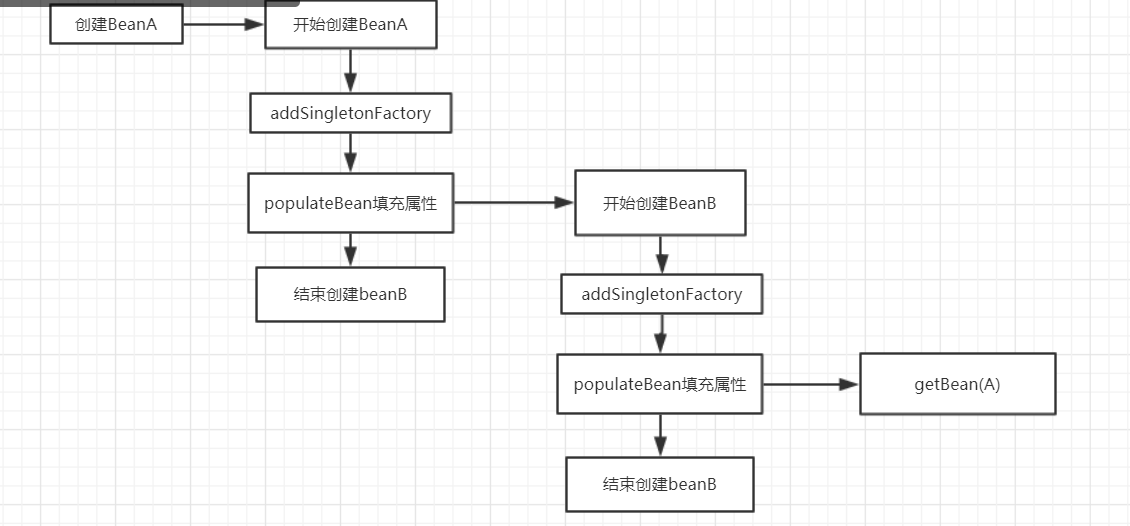 创建BeanA
开始创建BeanA
addSingletonFactory
populateBean填充属性
结束创建beanB
开始创建BeanB
addSingletonFactory
populateBean填充属性
getBean(A)
结束创建beanB